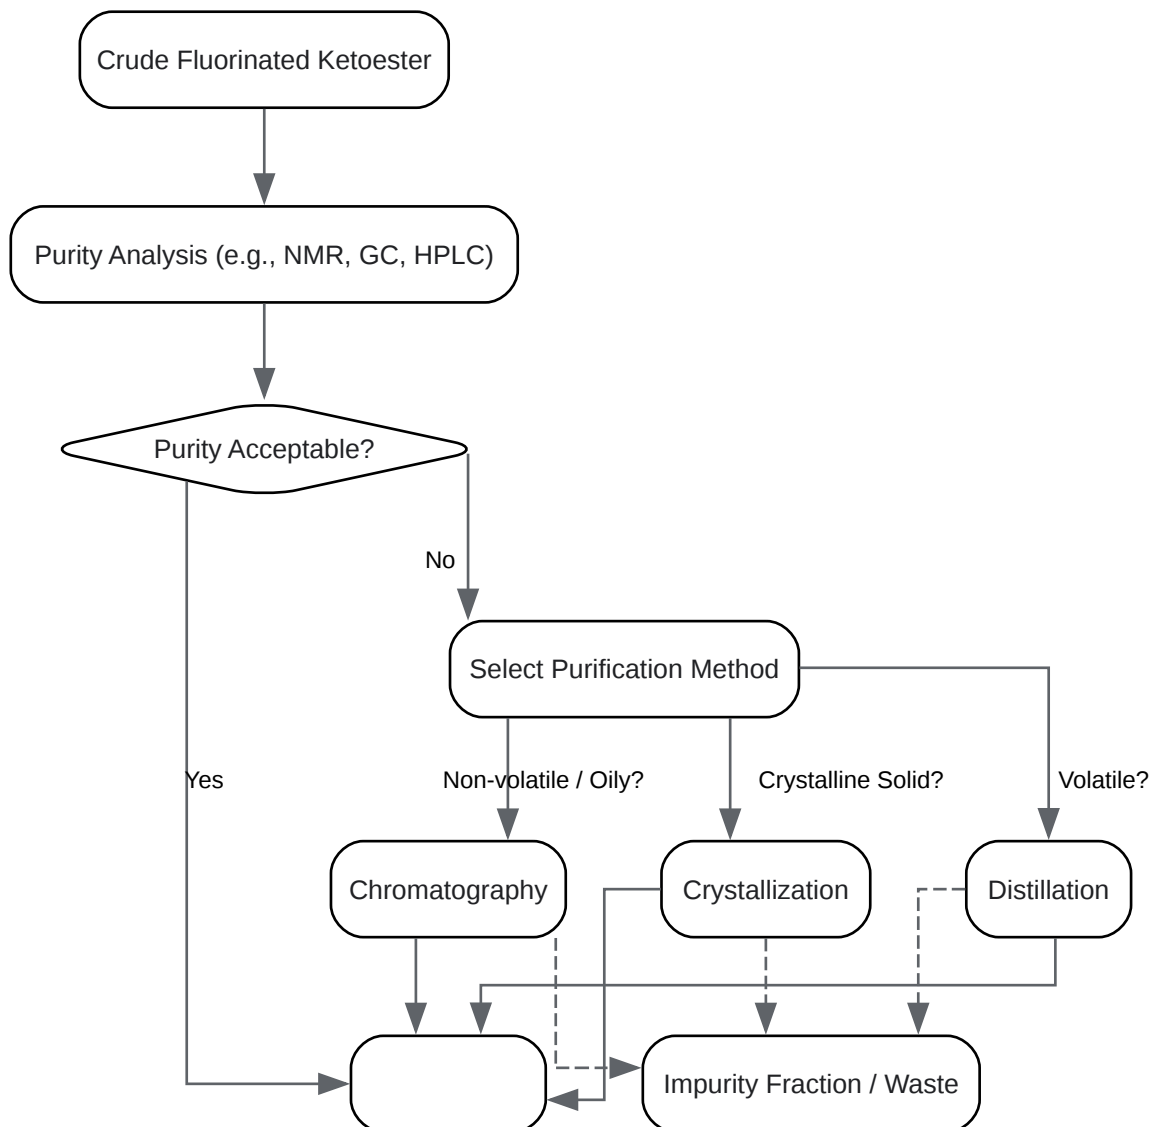 Crude Fluorinated Ketoester
Purity Analysis (e.g., NMR, GC, HPLC)
Purity Acceptable?
No
Select Purification Method
Yes
Non-volatile / Oily?
Crystalline Solid?
Volatile?
Chromatography
Crystallization
Distillation
Impurity Fraction / Waste